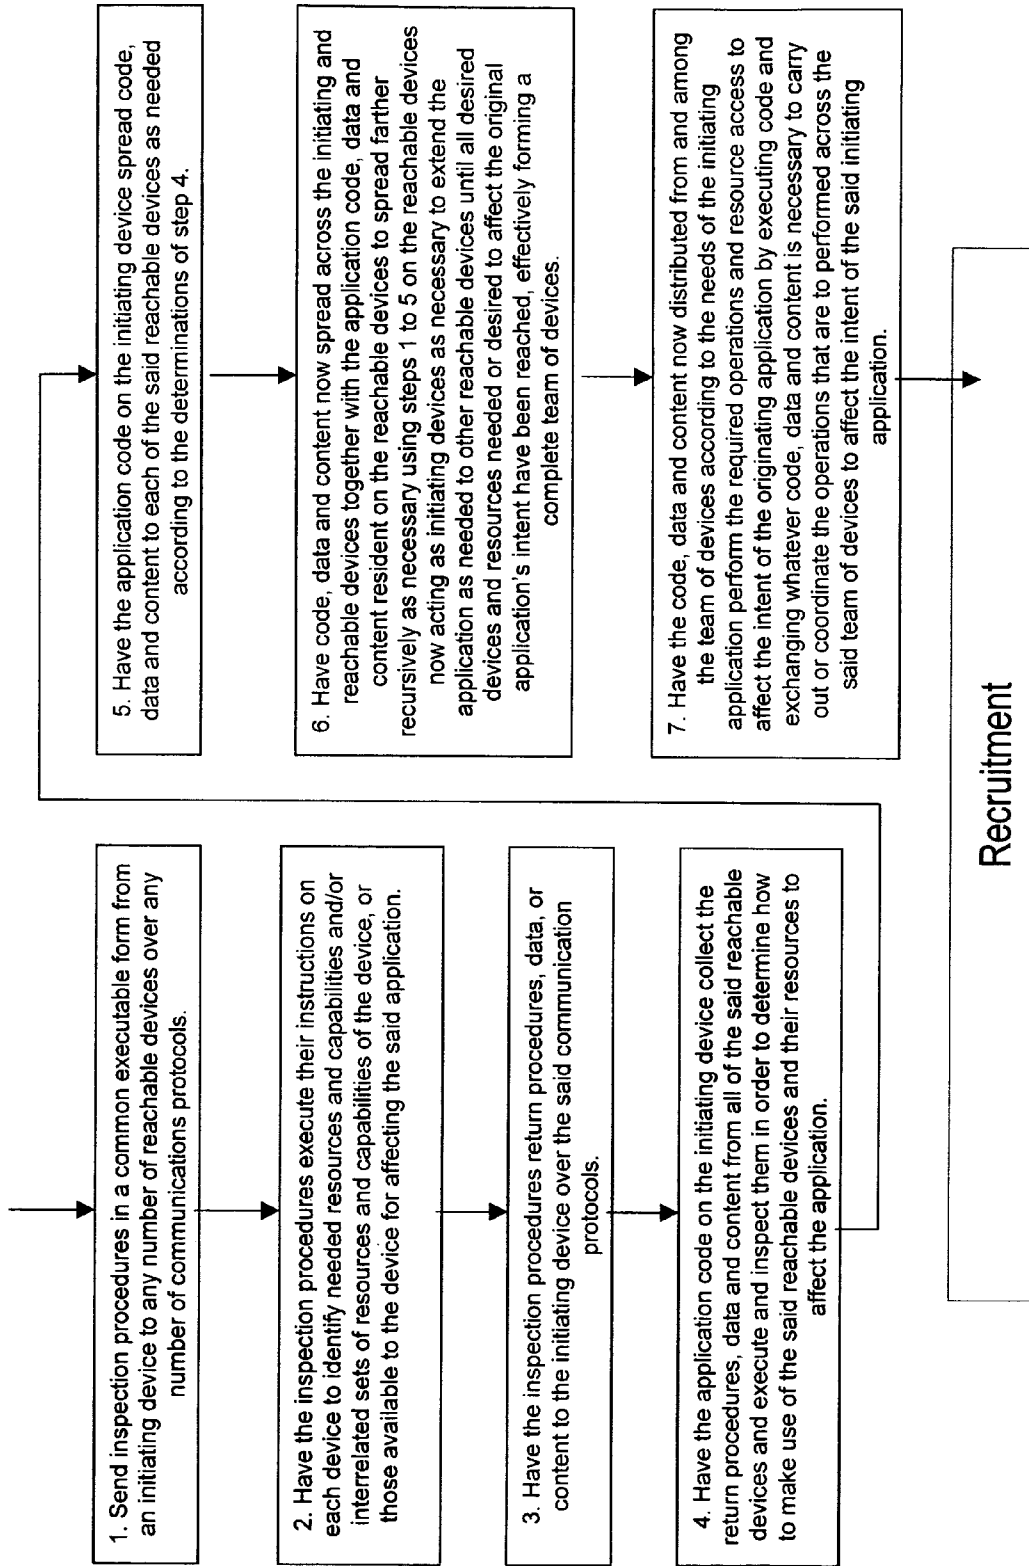 1. Send inspection procedures in a common executable form from
an initiating device to any number of reachable devices over any
number of communications protocols.
2. Have the inspection procedures execute their instructions on
each device to identify needed resources and capabilities and/or
interrelated sets of resources and capabilities of the device, or
those available to the device for affecting the said application.
3. Have the inspection procedures return procedures, data, or
content to the initiating device over the said communication
protocols.
4. Have the application code on the initiating device collect the
return procedures, data and content from all of the said reachable
devices and execute and inspect them in order to determine how
to make use of the said reachable devices and their resources to
affect the application.
5. Have the application code on the initiating device spread code,
data and content to each of the said reachable devices as needed
according to the determinations of step 4.
6. Have code, data and content now spread across the initiating and
reachable devices together with the application code, data and
content resident on the reachable devices to spread farther
recursively as necessary using steps 1 to 5 on the reachable devices
now acting as initiating devices as necessary to extend the
application as needed to other reachable devices until all desired
devices and resources needed or desired to affect the original
application's intent have been reached, effectively forming a
complete team of devices.
7. Have the code, data and content now distributed from and among
the team of devices according to the needs of the initiating
application perform the required operations and resource access to
affect the intent of the originating application by executing code and
exchanging whatever code, data and content is necessary to carry
out or coordinate the operations that are to performed across the
said team of devices to affect the intent of the said initiating
application.
Recruitment